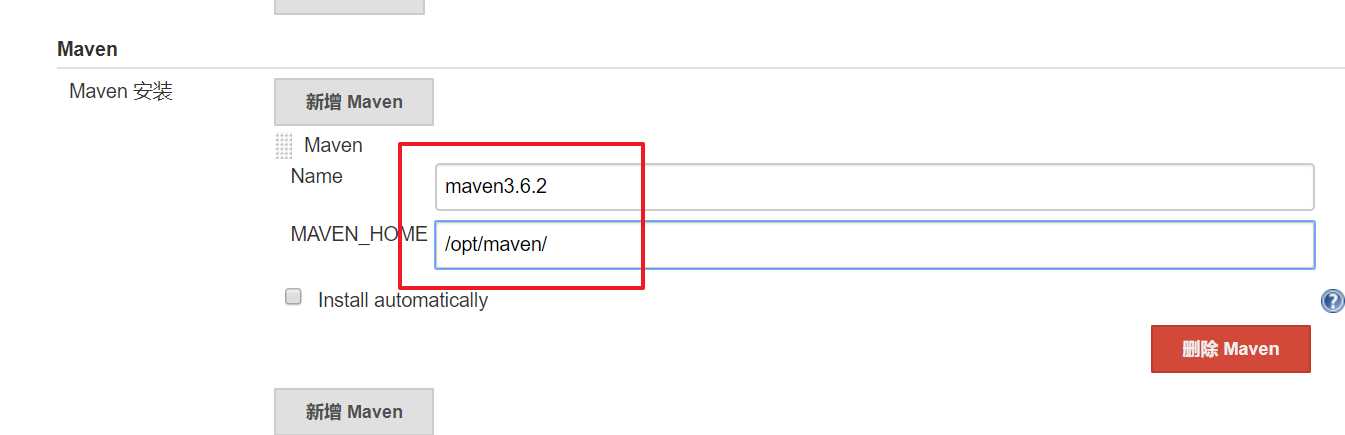 Maven
Maven 安装
新增 Maven
Maven
Name
maven3.6.2
MAVEN_HOME
/opt/maven/
Install automatically
?
删除 Maven
新增 Maven